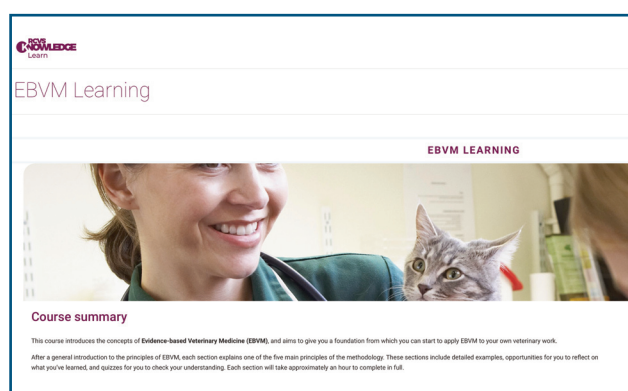 RCVS
KNOWLEDGE
Learn
EBVM Learning
EBVM LEARNING
Course summary
This course introduces the concepts of Evidence-based Veterinary Medicine (EBVM), and aims to give you a foundation from which you can start to apply EBVM to your own veterinary work.
After a general introduction to the principles of EBVM, each section explains one of the five main principles of the methodology. These sections include detailed examples, opportunities for you to reflect on
what you've learned, and quizzes for you to check your understanding. Each section will take approximately an hour to complete in full.